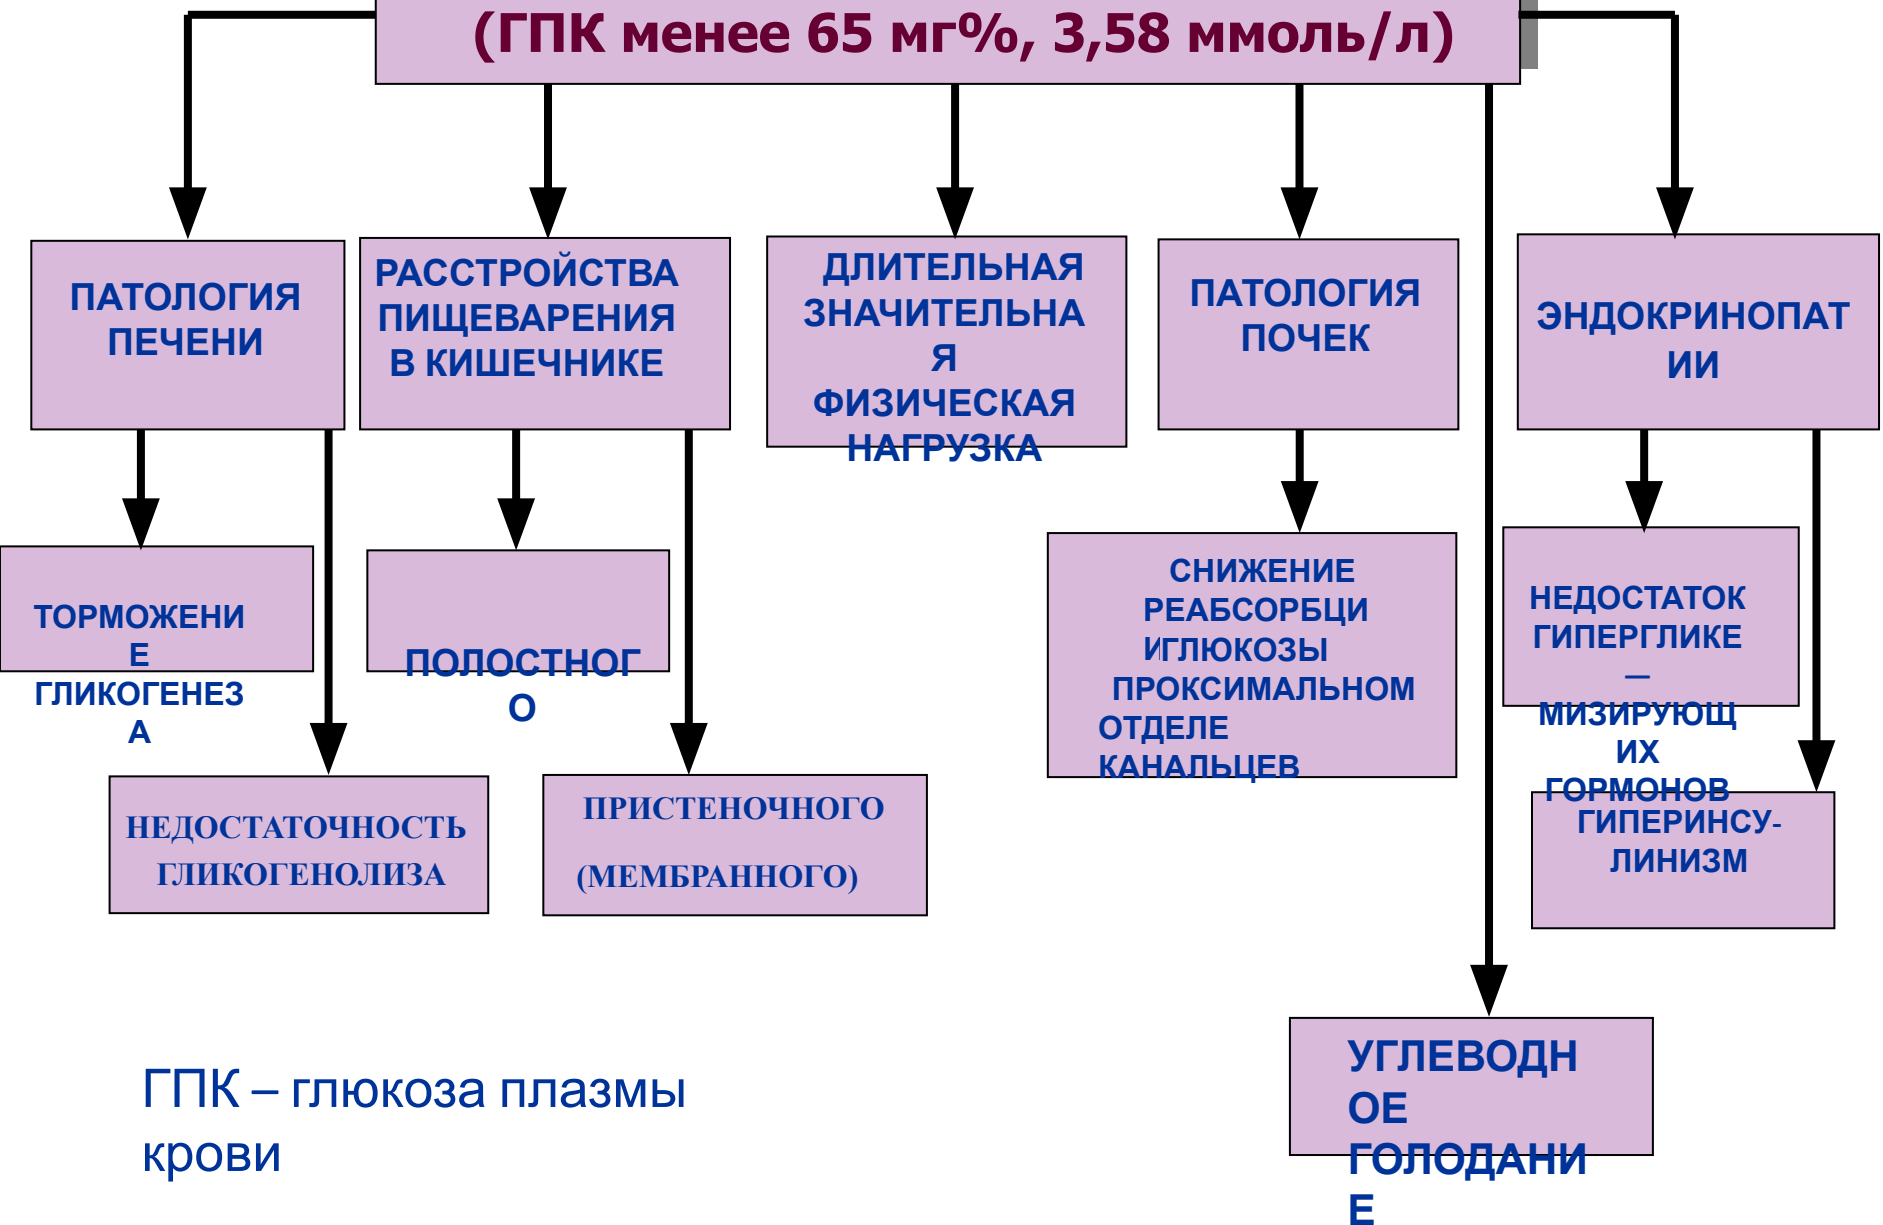 (ГПК менее 65 мг%, 3,58 ммоль/л)
ПАТОЛОГИЯ
ПЕЧЕНИ
РАССТРОЙСТВА
ПИЩЕВАРЕНИЯ
В КИШЕЧНИКЕ
ДЛИТЕЛЬНАЯ
ЗНАЧИТЕЛЬНА
Я
ФИЗИЧЕСКАЯ
НАГРУЗКА
ПАТОЛОГИЯ
ПОЧЕК
ЭНДОКРИНОПАТ
ИИ
ТОРМОЖЕНИ
Е
ГЛИКОГЕНЕЗ
А
ПОЛОСТНОГ
О
СНИЖЕНИЕ
РЕАБСОРБЦИ
ИГЛЮКОЗЫ
ПРОКСИМАЛЬНОМ
ОТДЕЛЕ
КАНАЛЬЦЕВ
НЕДОСТАТОК
ГИПЕРГЛИКЕ
—
МИЗИРУЮЩ
ИХ
ГОРМОНОВ
НЕДОСТАТОЧНОСТЬ
ГЛИКОГЕНОЛИЗА
ПРИСТЕНОЧНОГО
(МЕМБРАННОГО)
ГИПЕРИНСУ-
ЛИНИЗМ
УГЛЕВОДН
ОЕ
ГОЛОДАНИ
Е
ГПК – глюкоза плазмы
крови